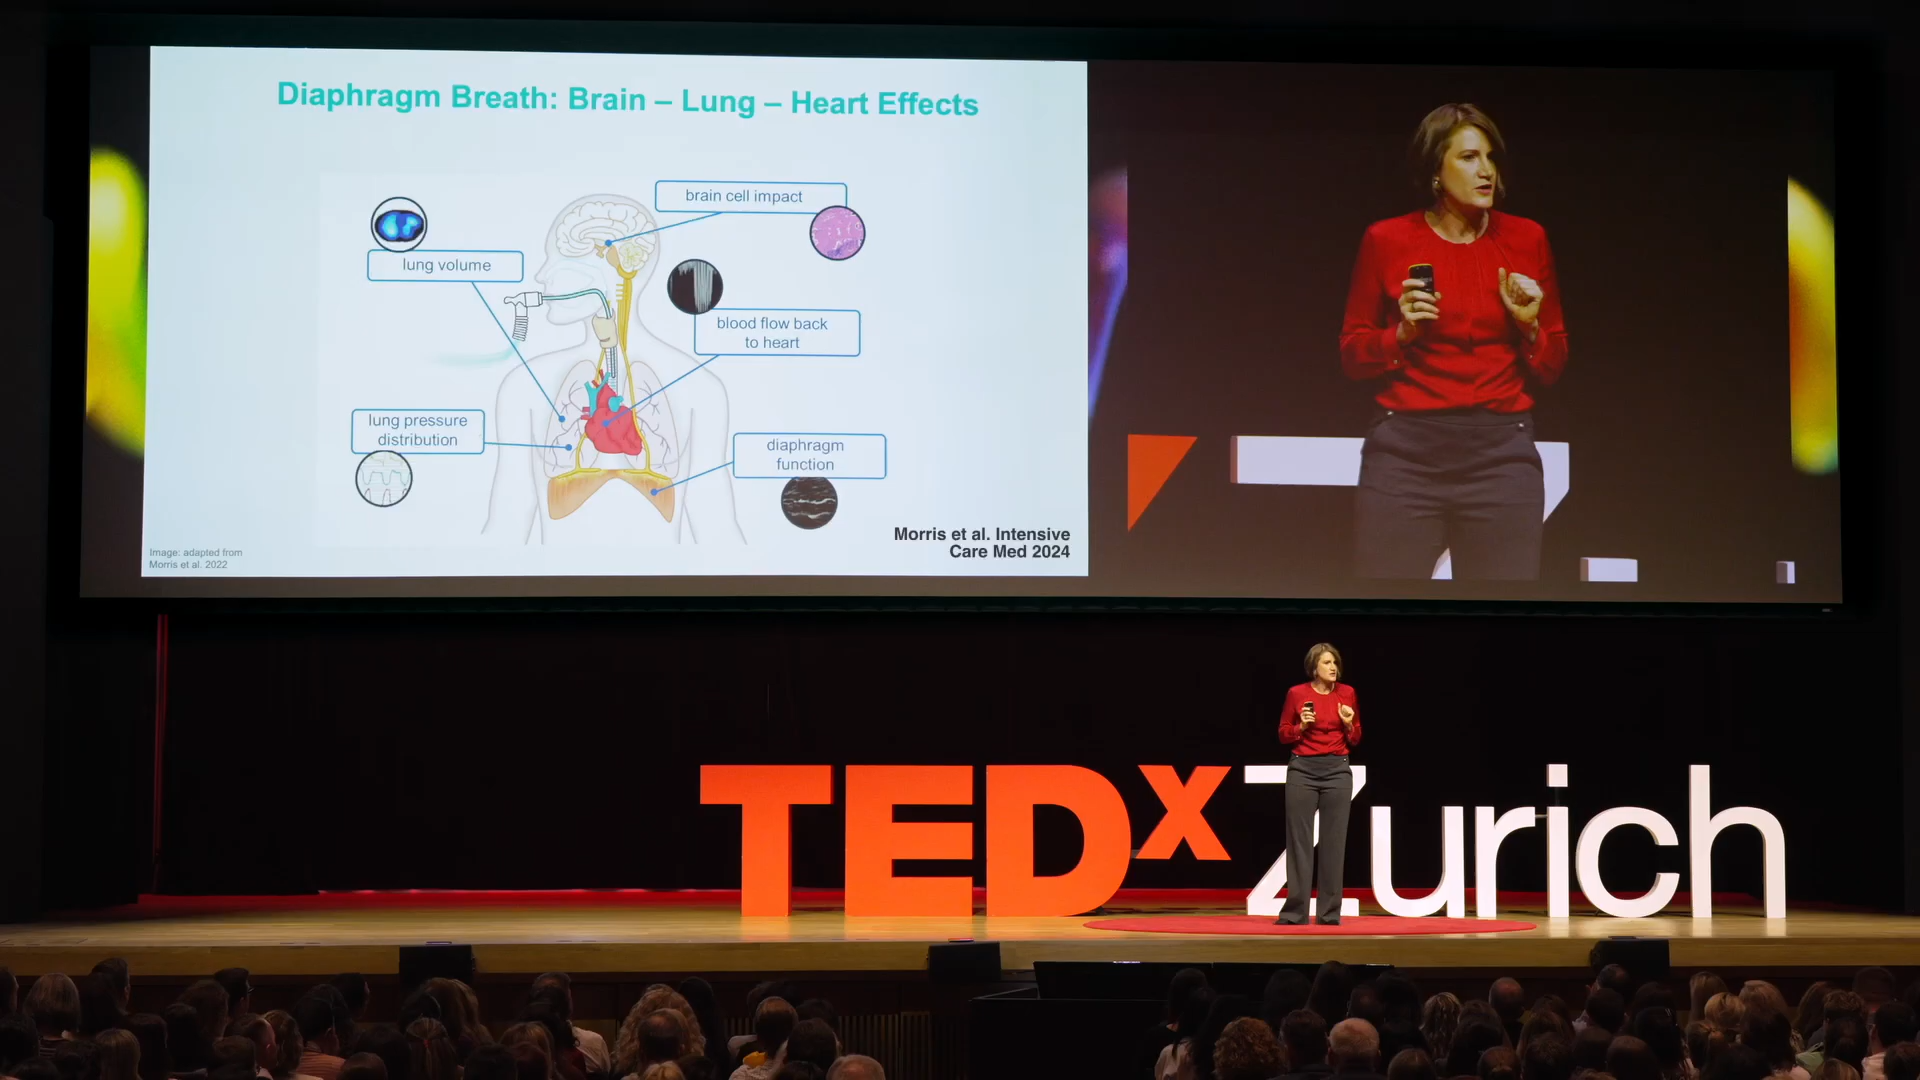 Diaphragm Breath: Brain – Lung – Heart Effects
brain cell impact
lung volume
blood flow back
to heart
lung pressure
distribution
diaphragm
function
Morris et al. Intensive
Care Med 2024
Image: adapted from
Morris et al. 2022
TEDx Zurich